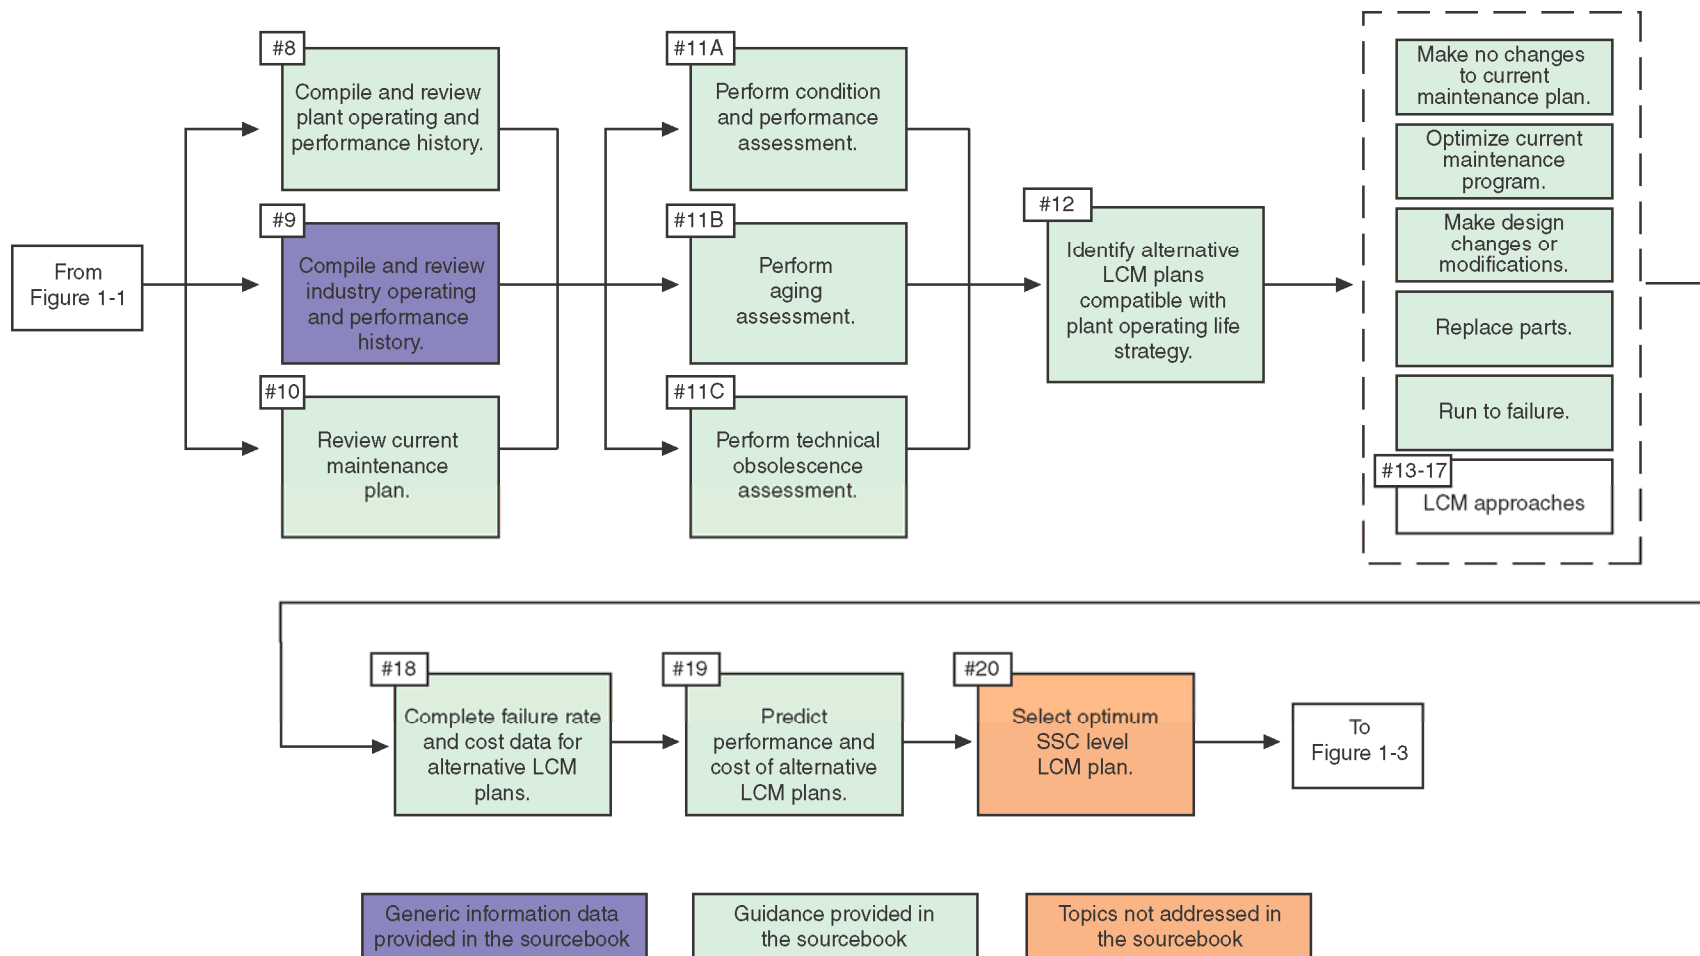 From
Figure 1-1
#8
Compile and review
plant operating and
performance history.
#9
Compile and review
industry operating
and performance
history.
#10
Review current
maintenance
plan.
#11A
Perform condition
and performance
assessment.
#11B
Perform
aging
assessment.
#11C
Perform technical
obsolescence
assessment.
#12
Identify alternative
LCM plans
compatible with
plant operating life
strategy.
Make no changes
to current
maintenance plan.
Optimize current
maintenance
program.
Make design
changes or
modifications.
Replace parts.
Run to failure.
#13-17
LCM approaches
#18
Complete failure rate
and cost data for
alternative LCM
plans.
#19
Predict
performance and
cost of alternative
LCM plans.
#20
Select optimum
SSC level
LCM plan.
To
Figure 1-3
Generic information data
provided in the sourcebook
Guidance provided in
the sourcebook
Topics not addressed in
the sourcebook